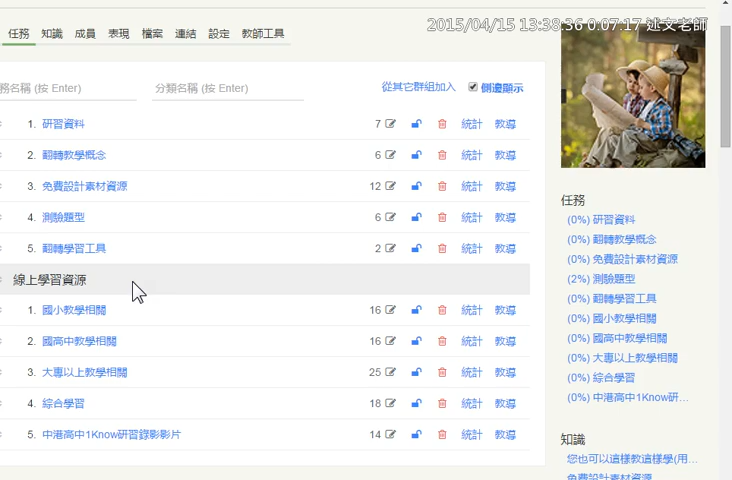 2015/04/15 13:38:36 0:07:17 述文老師
任務 知識 成員 表現 檔案 連結 設定 教師工具
務名稱 (按 Enter) 分類名稱 (按 Enter) 從其它群組加入 側邊顯示
1. 研習資料 7 統計 教導
2. 翻轉教學概念 6 統計 教導
3. 免費設計素材資源 12 統計 教導
4. 測驗題型 6 統計 教導
5. 翻轉學習工具 2 統計 教導
線上學習資源
1. 國小教學相關 16 統計 教導
2. 國高中教學相關 16 統計 教導
3. 大專以上教學相關 25 統計 教導
4. 綜合學習 18 統計 教導
5. 中港高中1Know研習錄影影片 14 統計 教導
任務
(0%) 研習資料
(0%) 翻轉教學概念
(0%) 免費設計素材資源
(2%) 測驗題型
(0%) 翻轉學習工具
(0%) 國小教學相關
(0%) 國高中教學相關
(0%) 大專以上教學相關
(0%) 綜合學習
(0%) 中港高中1Know研...
知識
您也可以這樣教這樣學(用...
免費設計素材資源